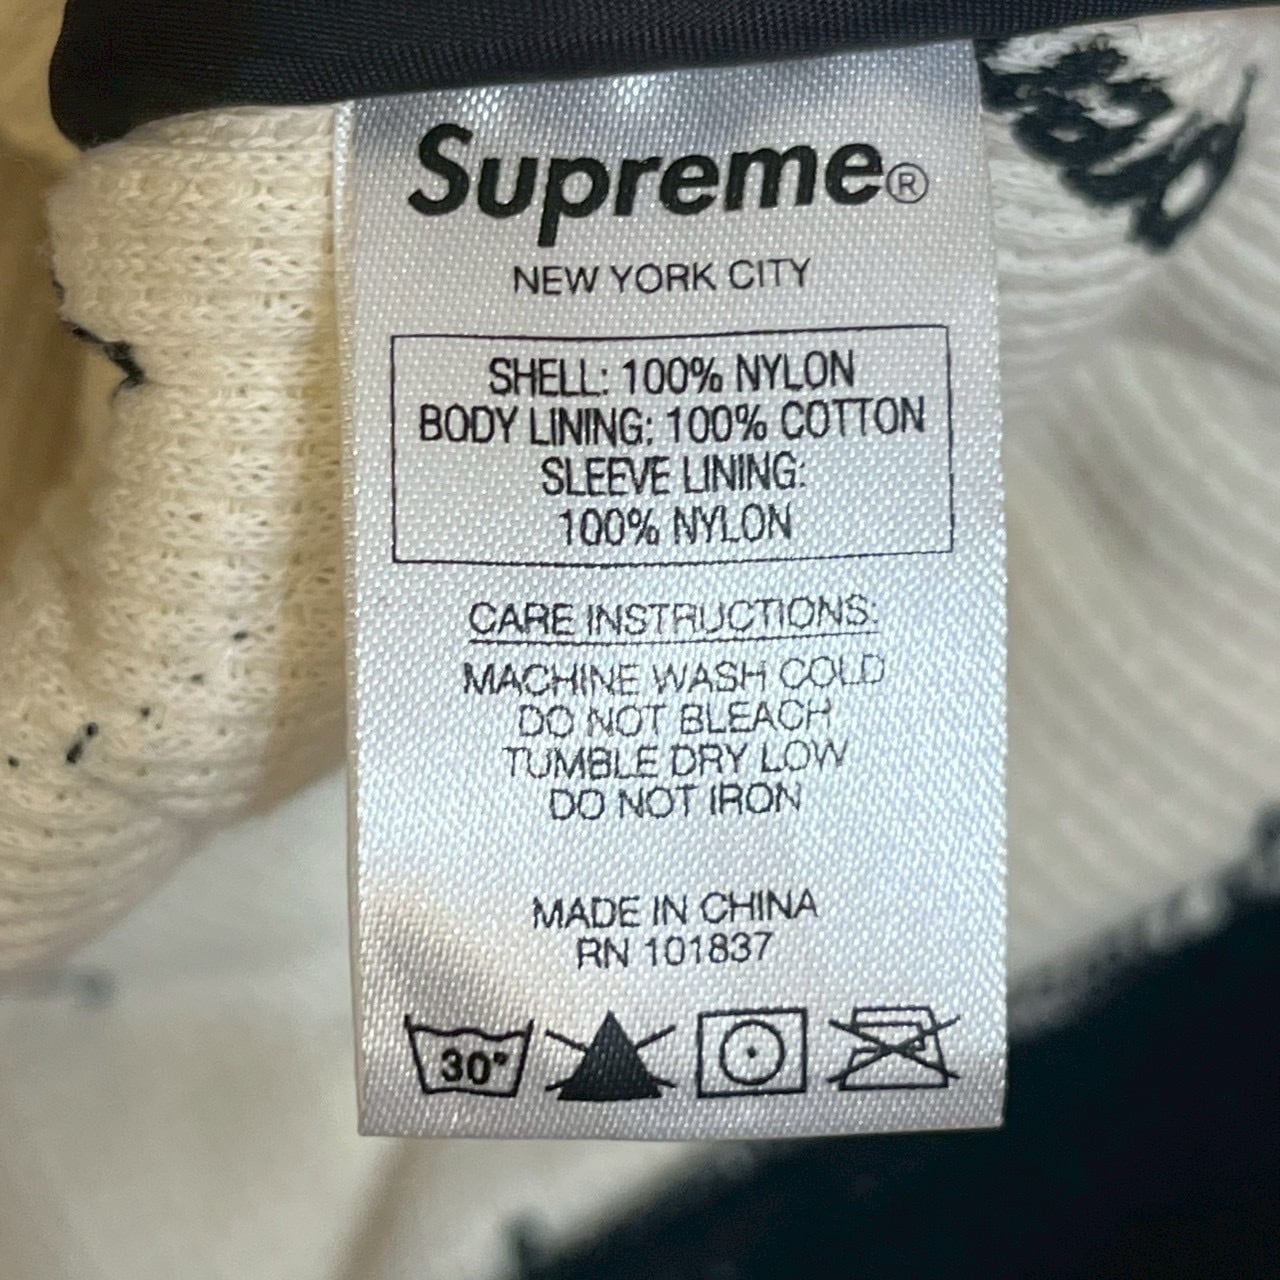 Supreme®
NEW YORK CITY
SHELL: 100% NYLON
BODY LINING: 100% COTTON
SLEEVE LINING:
100% NYLON
CARE INSTRUCTIONS:
MACHINE WASH COLD
DO NOT BLEACH
TUMBLE DRY LOW
DO NOT IRON
MADE IN CHINA
RN 101837
30°